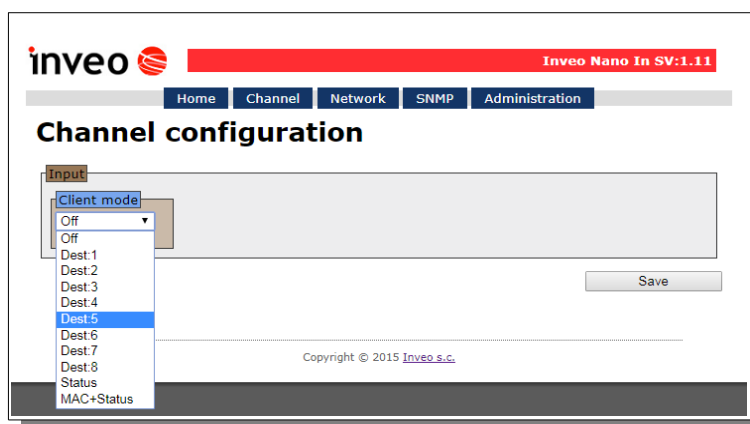 inveo
Inveo Nano In SV:1.11
Home Channel Network SNMP Administration
Channel configuration
Input
Client mode
Off
Off
Dest:1
Dest:2
Dest:3
Dest:4
Dest:5
Dest:6
Dest:7
Dest:8
Status
MAC+Status
Save
Copyright © 2015 Inveo s.c.